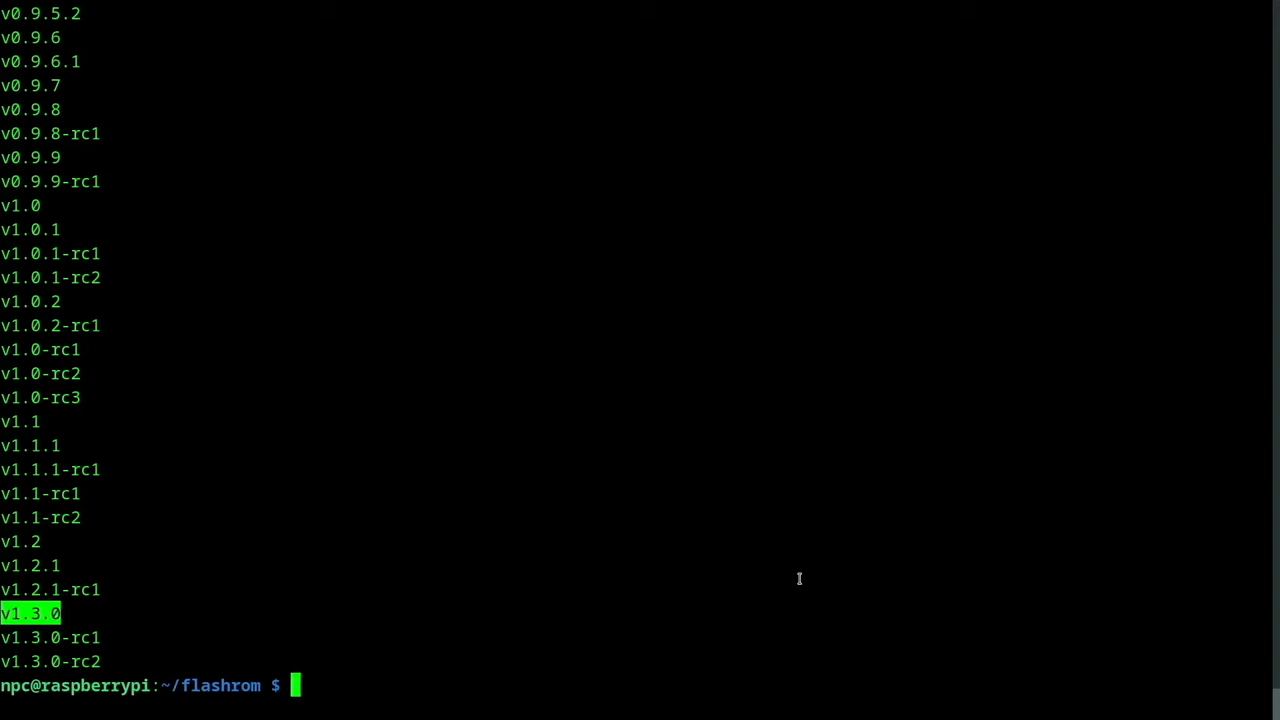 v0.9.5.2
v0.9.6
v0.9.6.1
v0.9.7
v0.9.8
v0.9.8-rc1
v0.9.9
v0.9.9-rc1
v1.0
v1.0.1
v1.0.1-rc1
v1.0.1-rc2
v1.0.2
v1.0.2-rc1
v1.0-rc1
v1.0-rc2
v1.0-rc3
v1.1
v1.1.1
v1.1.1-rc1
v1.1-rc1
v1.1-rc2
v1.2
v1.2.1
v1.2.1-rc1
v1.3.0
v1.3.0-rc1
v1.3.0-rc2
npc@raspberrypi:~/flashrom $